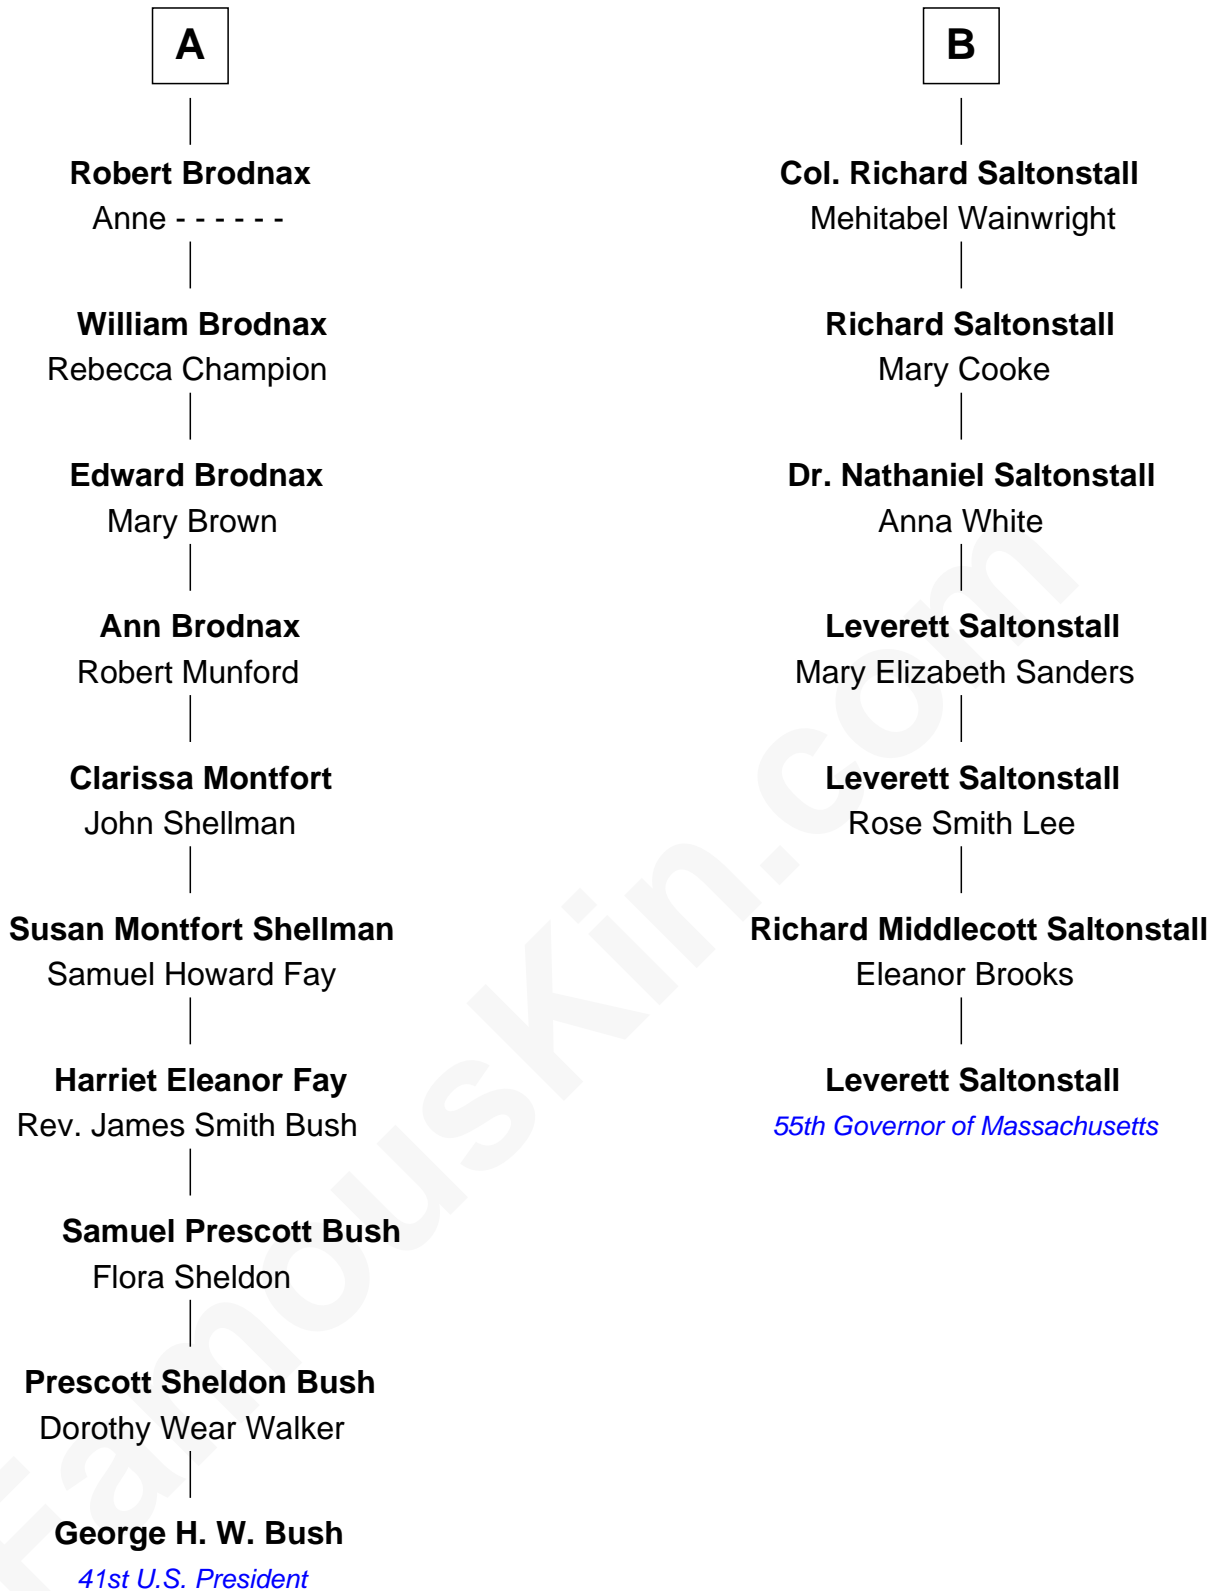 A
Robert Brodnax
Anne - - - - - -
William Brodnax
Rebecca Champion
Edward Brodnax
Mary Brown
Ann Brodnax
Robert Munford
Clarissa Montfort
John Shellman
Susan Montfort Shellman
Samuel Howard Fay
Harriet Eleanor Fay
Rev. James Smith Bush
Samuel Prescott Bush
Flora Sheldon
Prescott Sheldon Bush
Dorothy Wear Walker
George H. W. Bush
41st U.S. President
B
Col. Richard Saltonstall
Mehitabel Wainwright
Richard Saltonstall
Mary Cooke
Dr. Nathaniel Saltonstall
Anna White
Leverett Saltonstall
Mary Elizabeth Sanders
Leverett Saltonstall
Rose Smith Lee
Richard Middlecott Saltonstall
Eleanor Brooks
Leverett Saltonstall
55th Governor of Massachusetts
FamousKin.com